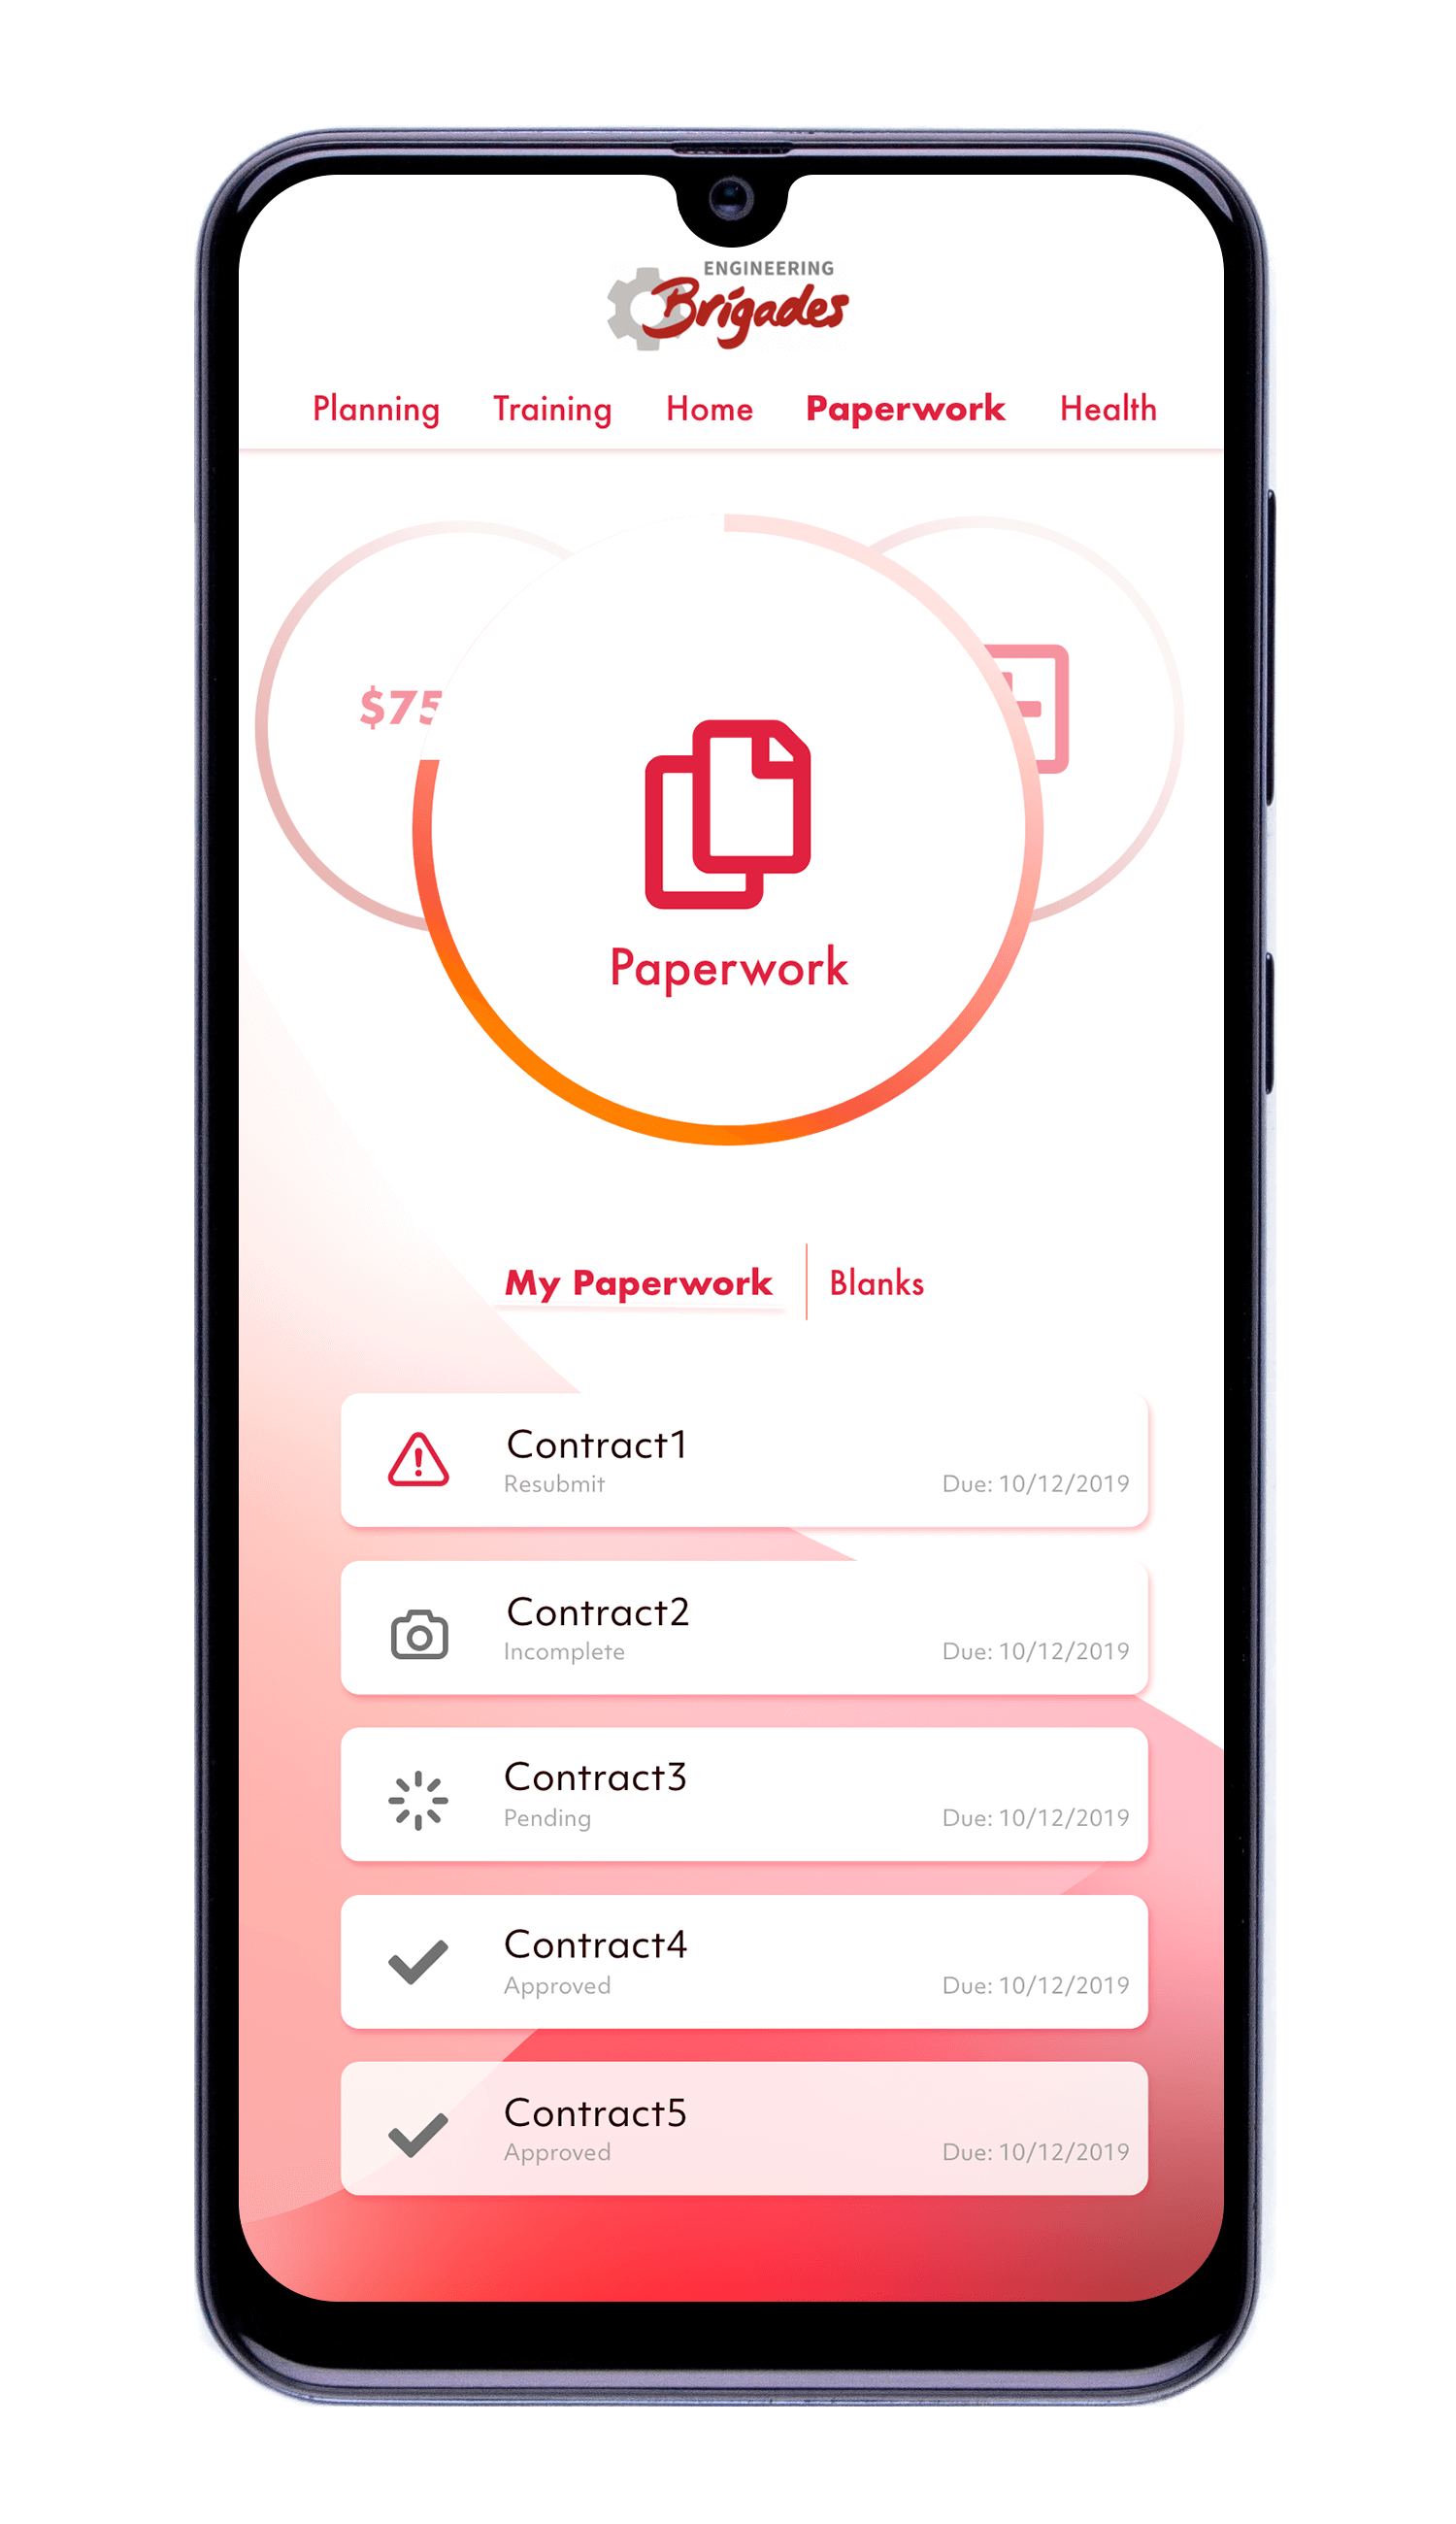 ENGINEERING
Brigades
Planning Training Home Paperwork Health
$75
Paperwork
My Paperwork Blanks
Contract1
Resubmit Due: 10/12/2019
Contract2
Incomplete Due: 10/12/2019
Contract3
Pending Due: 10/12/2019
Contract4
Approved Due: 10/12/2019
Contract5
Approved Due: 10/12/2019